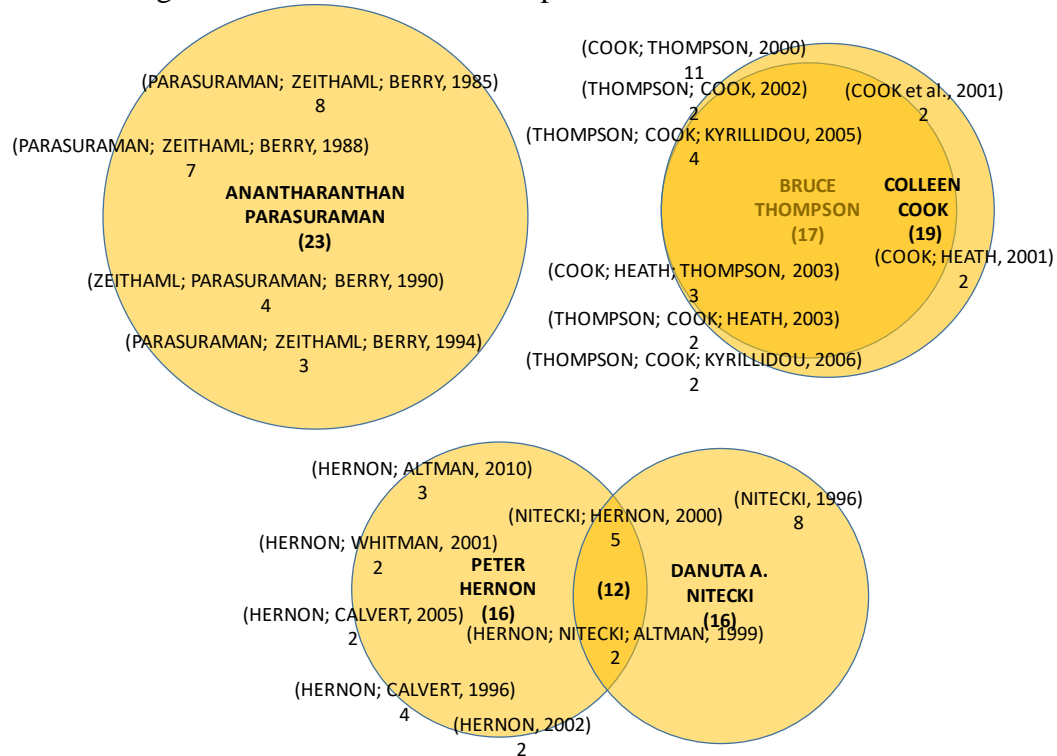 (PARASURAMAN; ZEITHAML; BERRY, 1985)
8
(PARASURAMAN; ZEITHAML; BERRY, 1988)
7
ANANTHARANTHAN
PARASURAMAN
(23)
(ZEITHAML; PARASURAMAN; BERRY, 1990)
4
(PARASURAMAN; ZEITHAML; BERRY, 1994)
3
(COOK; THOMPSON, 2000)
11
(THOMPSON; COOK, 2002)
2
(COOK et al., 2001)
2
(THOMPSON; COOK; KYRILLIDOU, 2005)
4
BRUCE
THOMPSON
(17)
COLLEEN
COOK
(19)
(COOK; HEATH, 2001)
2
(COOK; HEATH; THOMPSON, 2003)
3
(THOMPSON; COOK; HEATH, 2003)
2
(THOMPSON; COOK; KYRILLIDOU, 2006)
2
(HERNON; ALTMAN, 2010)
3
(NITECKI; HERNON, 2000)
5
(NITECKI, 1996)
8
(HERNON; WHITMAN, 2001)
2
PETER
HERNON
(16)
(12)
DANUTA A.
NITECKI
(16)
(HERNON; CALVERT, 2005)
2
(HERNON; NITECKI; ALTMAN, 1999)
2
(HERNON; CALVERT, 1996)
4
(HERNON, 2002)
2